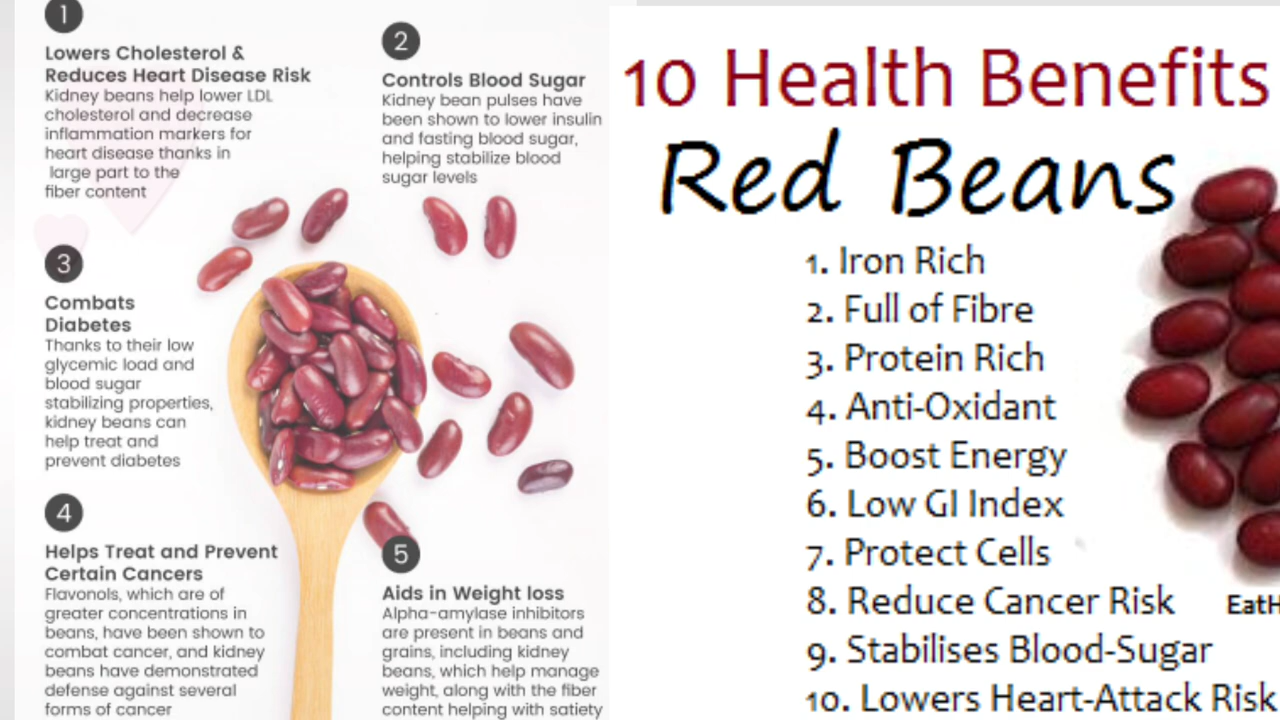 1
Lowers Cholesterol &
Reduces Heart Disease Risk
Kidney beans help lower LDL
cholesterol and decrease
inflammation markers for
heart disease thanks in
large part to the
fiber content
2
Controls Blood Sugar
Kidney bean pulses have
been shown to lower insulin
and fasting blood sugar,
helping stabilize blood
sugar levels
3
Combats
Diabetes
Thanks to their low
glycemic load and
blood sugar
stabilizing properties,
kidney beans can
help treat and
prevent diabetes
4
Helps Treat and Prevent
Certain Cancers
Flavonols, which are of
greater concentrations in
beans, have been shown to
combat cancer, and kidney
beans have demonstrated
defense against several
forms of cancer
5
Aids in Weight loss
Alpha-amylase inhibitors
are present in beans and
grains, including kidney
beans, which help manage
weight, along with the fiber
content helping with satiety
10 Health Benefits
Red Beans
1. Iron Rich
2. Full of Fibre
3. Protein Rich
4. Anti-Oxidant
5. Boost Energy
6. Low GI Index
7. Protect Cells
8. Reduce Cancer Risk
EatH
9. Stabilises Blood-Sugar
10. Lowers Heart-Attack Risk